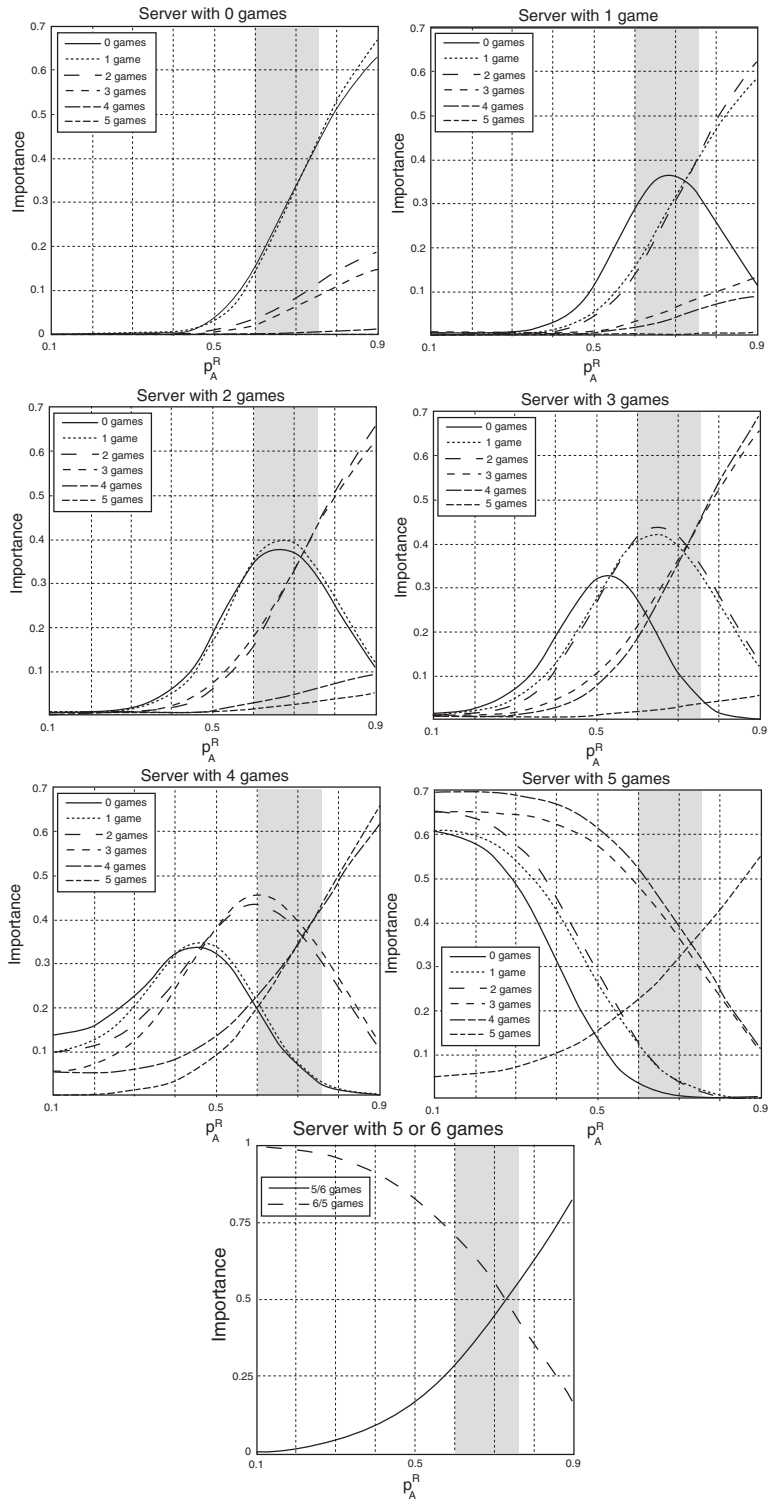 Server with 0 games
0.7
0.6
0.5
0.4
0.3
0.2
0.1
0
Importance
0 games
1 game
2 games
3 games
4 games
5 games
0.1
0.5
0.9
p_A^R
Server with 1 game
0.7
0.6
0.5
0.4
0.3
0.2
0.1
Importance
0 games
1 game
2 games
3 games
4 games
5 games
0.1
0.5
0.9
p_A^R
Server with 2 games
0.7
0.6
0.5
0.4
0.3
0.2
0.1
Importance
0 games
1 game
2 games
3 games
4 games
5 games
0.1
0.5
0.9
p_A^R
Server with 3 games
0.7
0.6
0.5
0.4
0.3
0.2
0.1
Importance
0 games
1 game
2 games
3 games
4 games
5 games
0.1
0.5
0.9
p_A^R
Server with 4 games
0.7
0.6
0.5
0.4
0.3
0.2
0.1
Importance
0 games
1 game
2 games
3 games
4 games
5 games
0.1
0.5
0.9
p_A^R
Server with 5 games
0.7
0.6
0.5
0.4
0.3
0.2
0.1
Importance
0 games
1 game
2 games
3 games
4 games
5 games
0.1
0.5
0.9
p_A^R
Server with 5 or 6 games
1
0.75
0.5
0.25
0
Importance
5/6 games
6/5 games
0.1
0.5
0.9
p_A^R